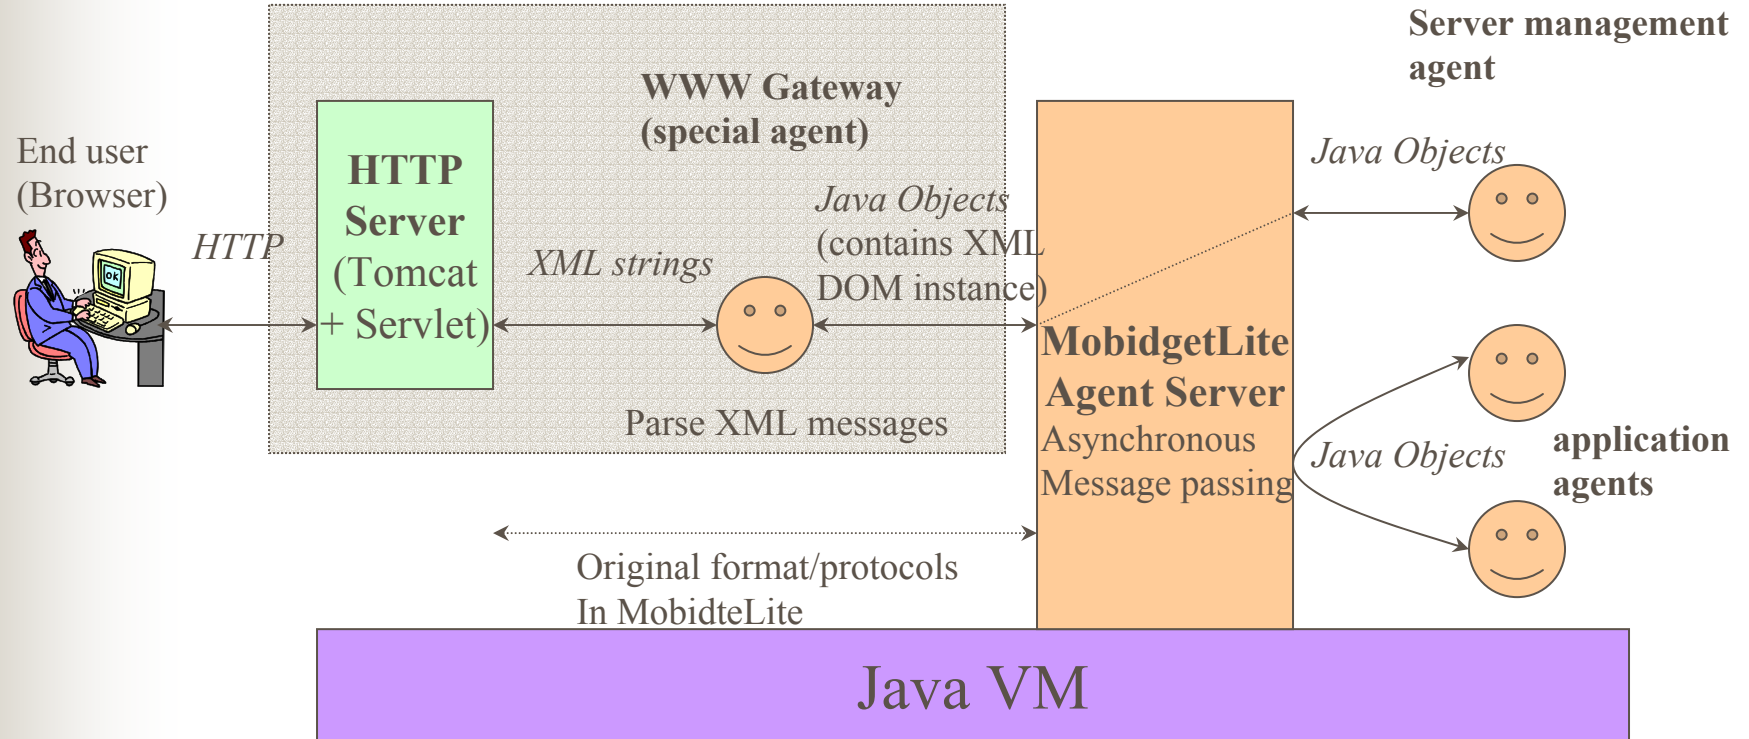 Server management
agent
WWW Gateway
(special agent)
End user
(Browser)
HTTP
HTTP
Server
(Tomcat
+ Servlet)
XML strings
Java Objects
(contains XML
DOM instance)
Parse XML messages
MobidgetLite
Agent Server
Asynchronous
Message passing
Java Objects
Java Objects
application
agents
Original format/protocols
In MobidteLite
Java VM
OK